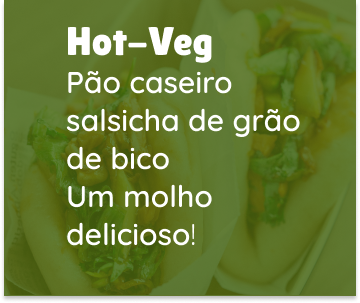 Hot-Veg
Pão caseiro
salsicha de grão
de bico
Um molho
delicioso!